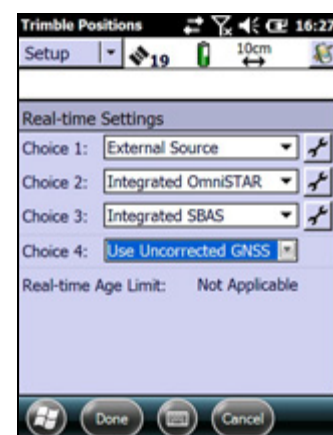 Trimble Positions 16:27
Setup 19 10cm
Real-time Settings
Choice 1: External Source
Choice 2: Integrated OmniSTAR
Choice 3: Integrated SBAS
Choice 4: Use Uncorrected GNSS
Real-time Age Limit: Not Applicable
Done Cancel